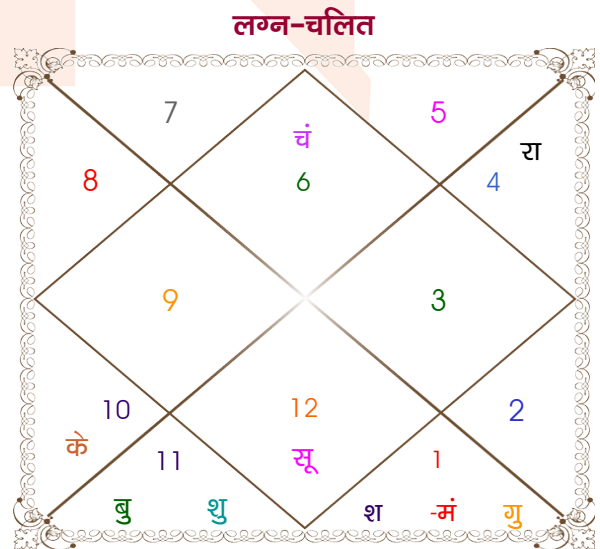 लग्न-चलित
7 5
चं रा
8 6 4
9 3
10 12 2
के 11 सू 1
बु शु श -मं गु